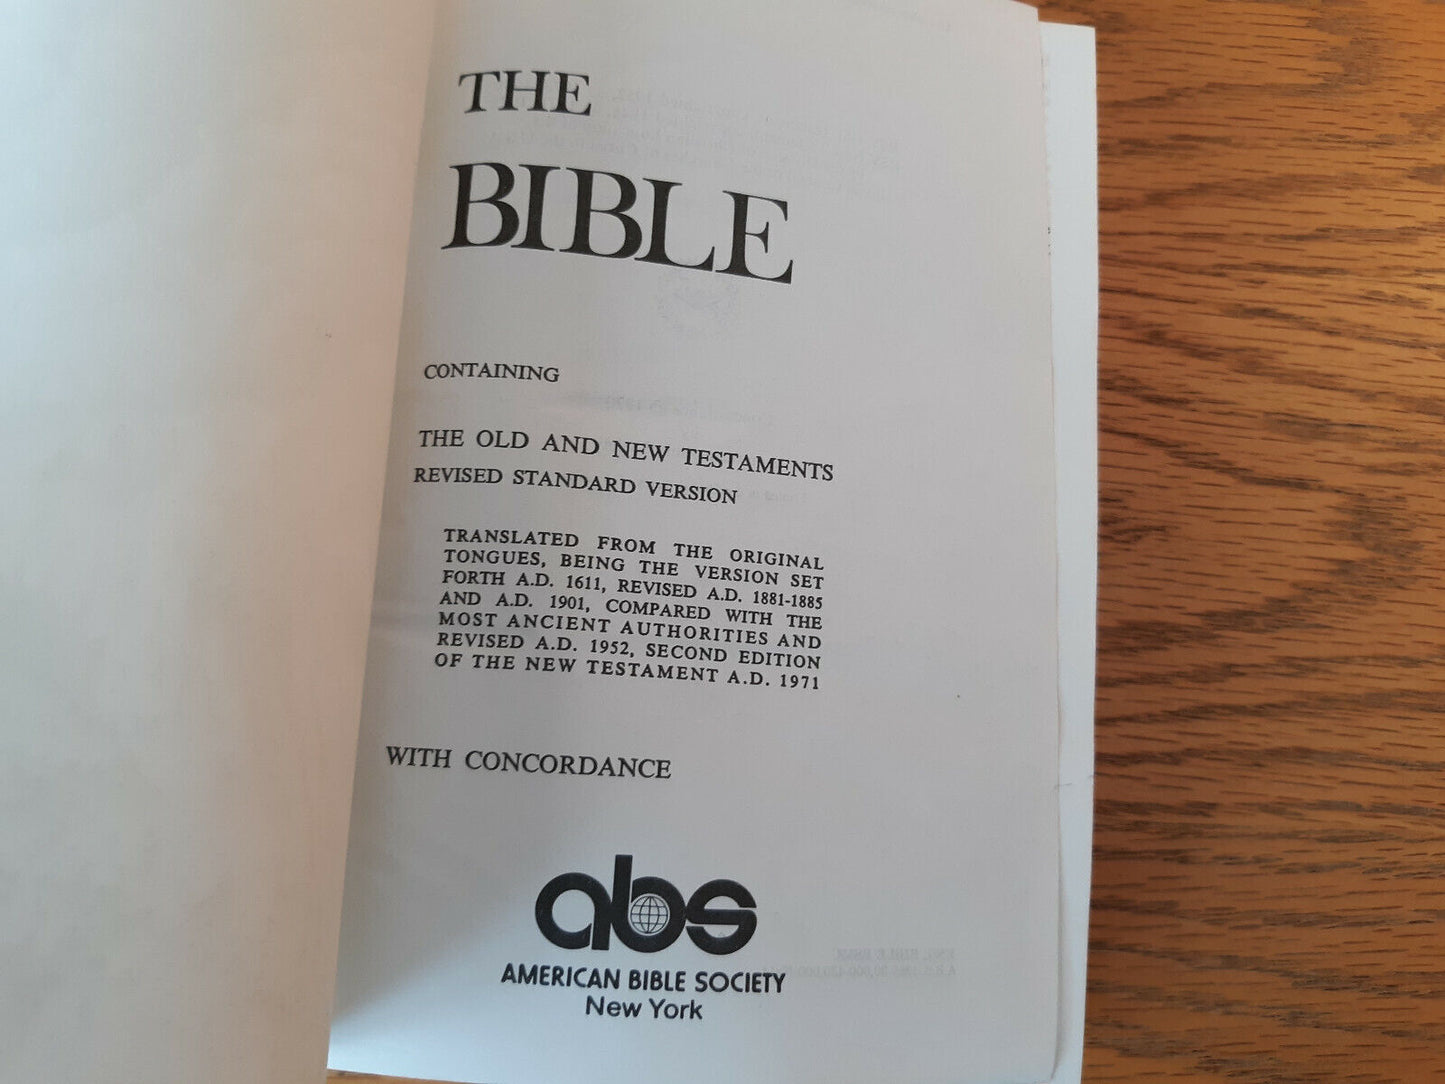 THE
BIBLE
CONTAINING
THE OLD AND NEW TESTAMENTS
REVISED STANDARD VERSION
TRANSLATED FROM THE ORIGINAL
TONGUES, BEING THE VERSION SET
FORTH A.D. 1611, REVISED A.D. 1881-1885
AND A.D. 1901, COMPARED WITH THE
MOST ANCIENT AUTHORITIES AND
REVISED A.D. 1952, SECOND EDITION
OF THE NEW TESTAMENT A.D. 1971
WITH CONCORDANCE
abs
AMERICAN BIBLE SOCIETY
New York